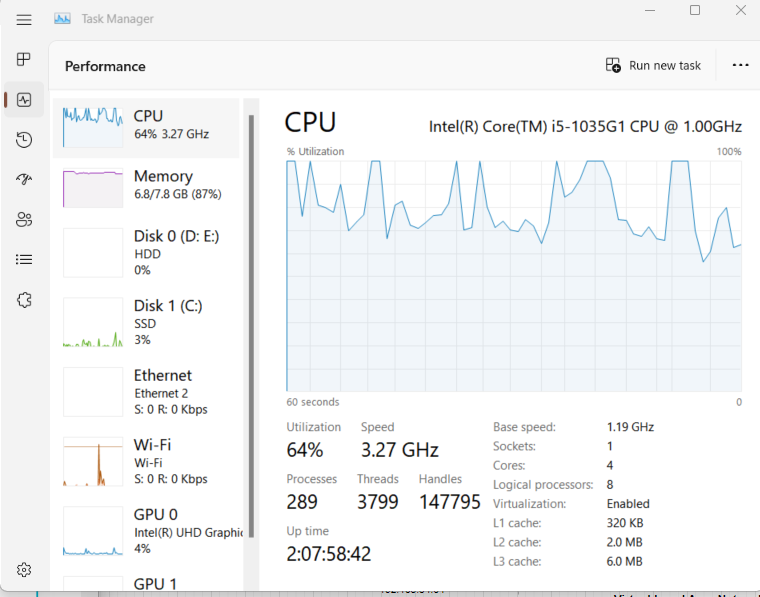 Task Manager
Performance
Run new task
CPU
64% 3.27 GHz
Memory
6.8/7.8 GB (87%)
Disk 0 (D: E:)
HDD
0%
Disk 1 (C:)
SSD
3%
Ethernet
Ethernet 2
S: 0 R: 0 Kbps
Wi-Fi
Wi-Fi
S: 0 R: 0 Kbps
GPU 0
Intel(R) UHD Graphic
4%
GPU 1
CPU
Intel(R) Core(TM) i5-1035G1 CPU @ 1.00GHz
% Utilization
100%
60 seconds
0
Utilization
64%
Speed
3.27 GHz
Processes
289
Threads
3799
Handles
147795
Up time
2:07:58:42
Base speed: 1.19 GHz
Sockets: 1
Cores: 4
Logical processors: 8
Virtualization: Enabled
L1 cache: 320 KB
L2 cache: 2.0 MB
L3 cache: 6.0 MB